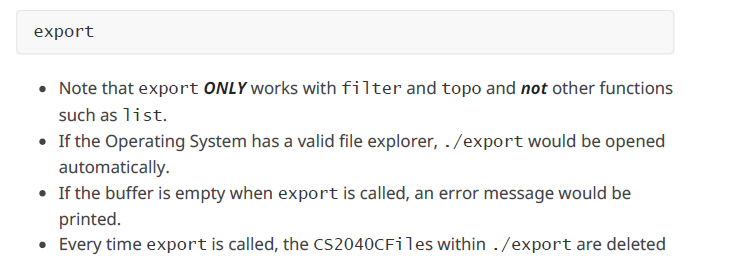 export
• Note that export ONLY works with filter and topo and not other functions
such as list.
• If the Operating System has a valid file explorer, ./export would be opened
automatically.
• If the buffer is empty when export is called, an error message would be
printed.
• Every time export is called, the CS2040CFiles within ./export are deleted